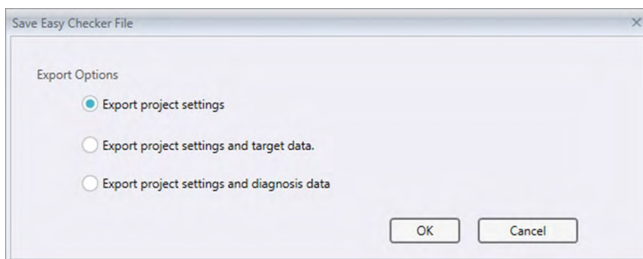 Save Easy Checker File
Export Options
Export project settings
Export project settings and target data.
Export project settings and diagnosis data
OK
Cancel